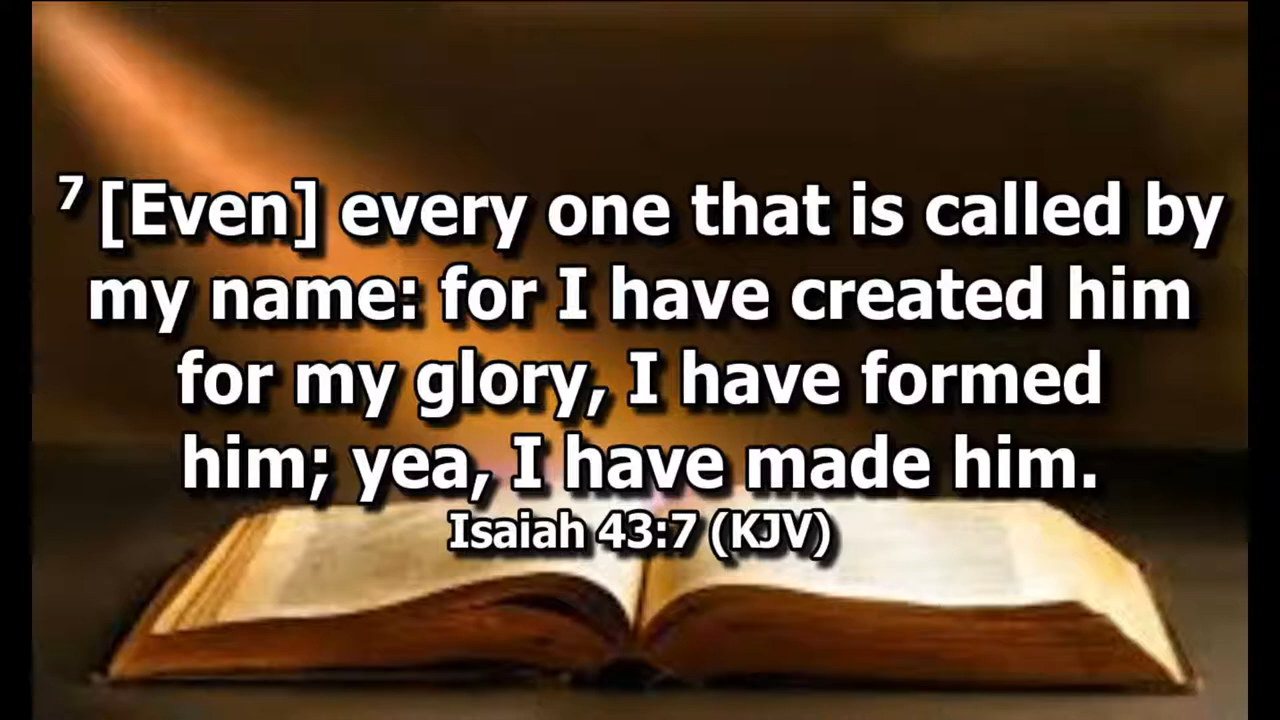 7 [Even] every one that is called by
my name: for I have created him
for my glory, I have formed
him; yea, I have made him.
Isaiah 43:7 (KJV)